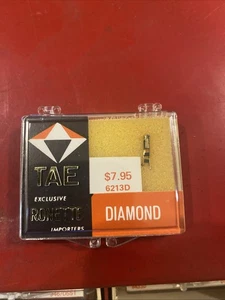 TAE
EXCLUSIVE
RONETTE
IMPORTERS
$7.95
6213D
DIAMOND